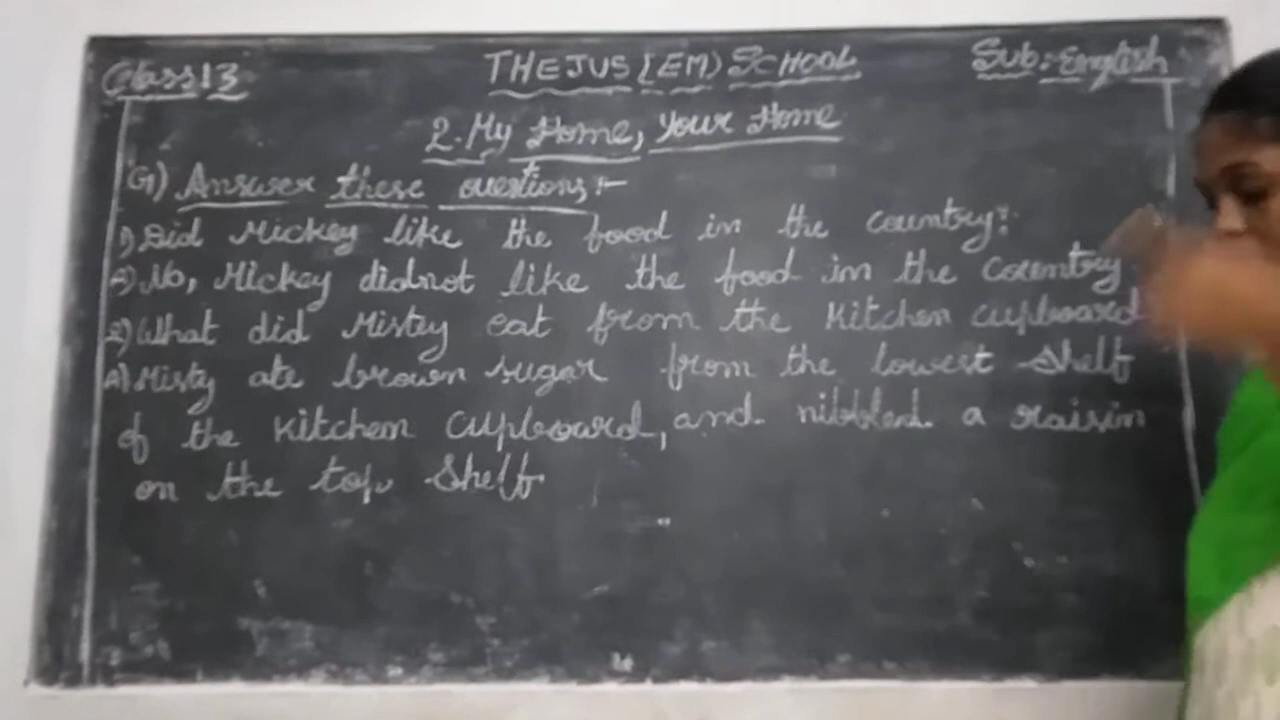 Class: 3 THEJUS (EM) SCHOOL Sub: English
2. My Home, Your Home
G) Answer these questions:-
1) Did Mickey like the food in the country?
A) No, Mickey didnot like the food in the country
2) What did Mistey eat from the kitchen cupboard
A) Misty ate brown sugar from the lowest shelf
of the kitchen cupboard, and nibbled a raisin
on the top shelf.